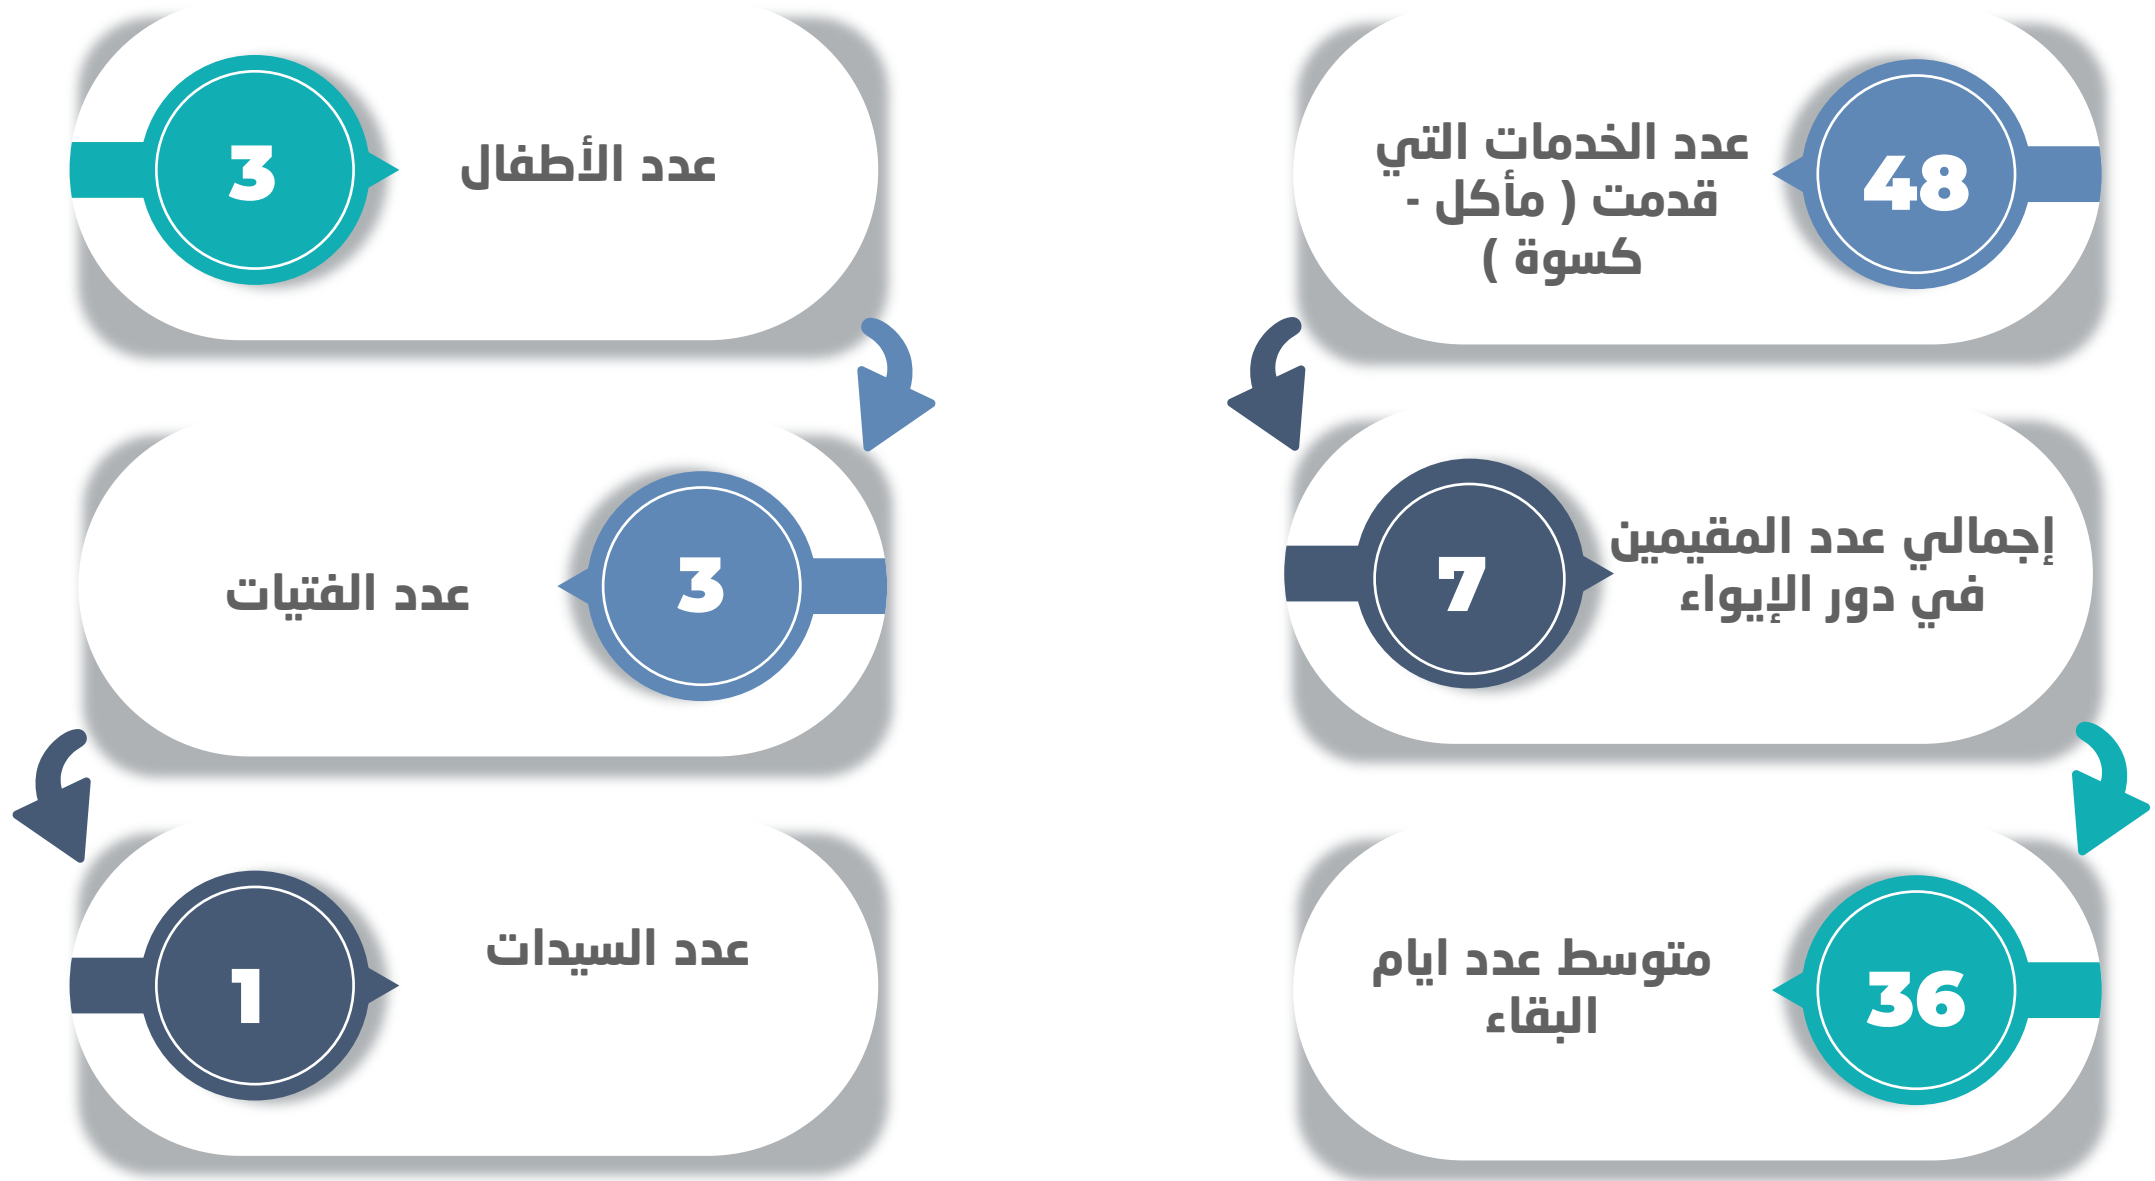 48
عدد الخدمات التي
قدمت ( مأكل -
كسوة )
7
إجمالي عدد المقيمين
في دور الإيواء
36
متوسط عدد ايام
البقاء
3
عدد الأطفال
3
عدد الفتيات
1
عدد السيدات